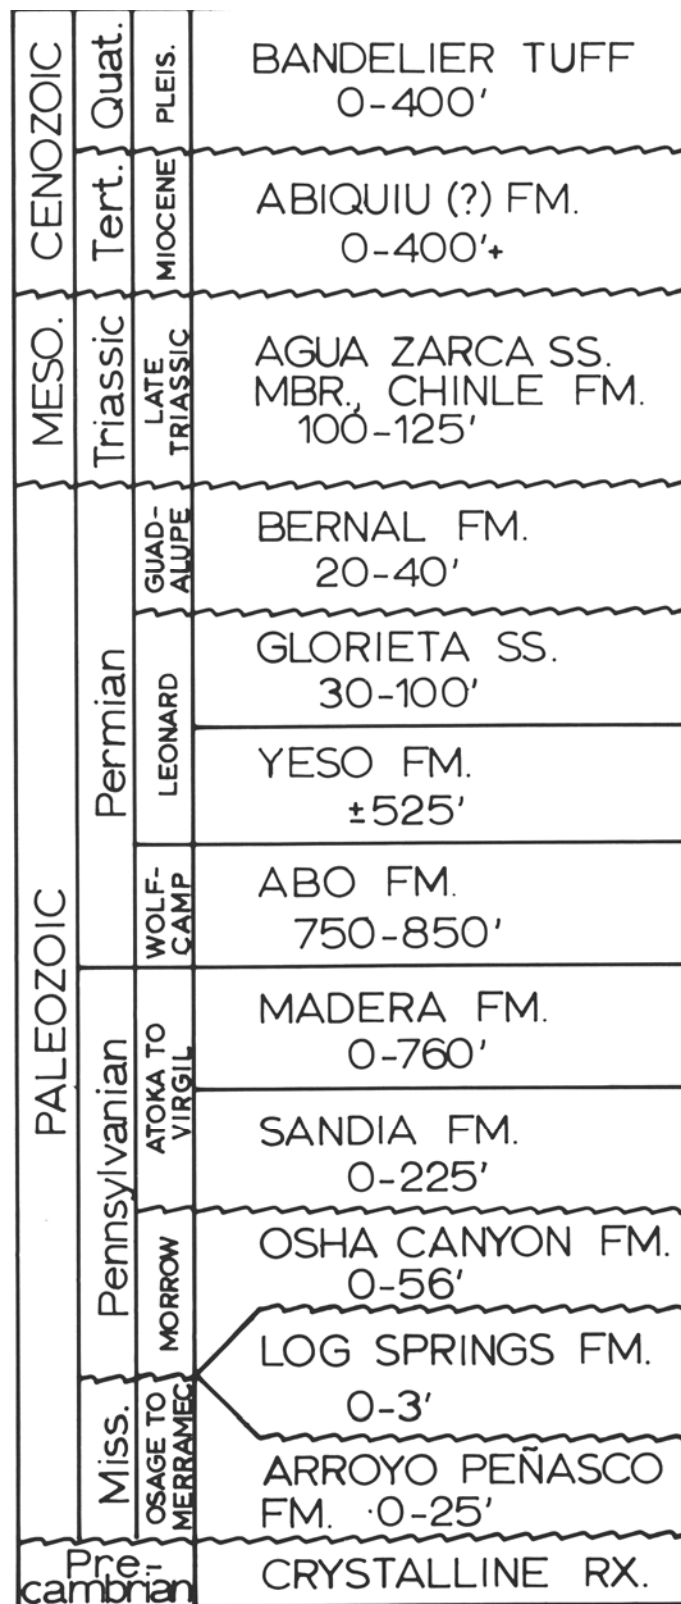 CENOZOIC
Quat.
PLEIS.
BANDELIER TUFF
0-400'
Tert.
MIOCENE
ABIQUIU (?) FM.
0-400'+
MESO.
Triassic
LATE
TRIASSIC
AGUA ZARCA SS.
MBR., CHINLE FM.
100-125'
PALEOZOIC
Permian
GUAD-
ALUPE
BERNAL FM.
20-40'
LEONARD
GLORIETA SS.
30-100'
YESO FM.
±525'
WOLF-
CAMP
ABO FM.
750-850'
Pennsylvanian
ATOKA TO
VIRGIL
MADERA FM.
0-760'
SANDIA FM.
0-225'
MORROW
OSHA CANYON FM.
0-56'
LOG SPRINGS FM.
0-3'
Miss.
OSAGE TO
MERRAMEC
ARROYO PEÑASCO
FM. 0-25'
Pre-
cambrian
CRYSTALLINE RX.